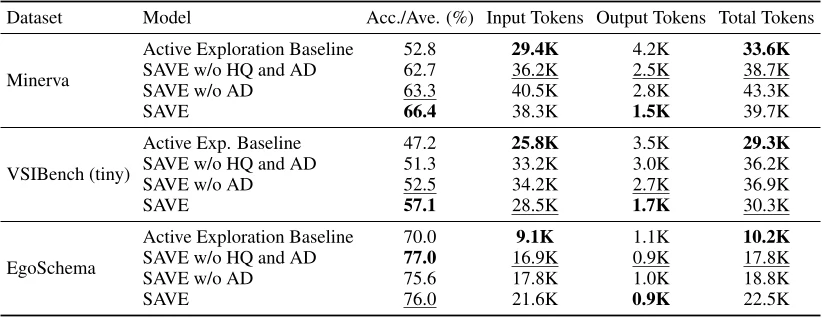 Dataset Model Acc./Ave. (%) Input Tokens Output Tokens Total Tokens
Minerva
Active Exploration Baseline 52.8 29.4K 4.2K 33.6K
SAVE w/o HQ and AD 62.7 36.2K 2.5K 38.7K
SAVE w/o AD 63.3 40.5K 2.8K 43.3K
SAVE 66.4 38.3K 1.5K 39.7K
VSIBench (tiny)
Active Exp. Baseline 47.2 25.8K 3.5K 29.3K
SAVE w/o HQ and AD 51.3 33.2K 3.0K 36.2K
SAVE w/o AD 52.5 34.2K 2.7K 36.9K
SAVE 57.1 28.5K 1.7K 30.3K
EgoSchema
Active Exploration Baseline 70.0 9.1K 1.1K 10.2K
SAVE w/o HQ and AD 77.0 16.9K 0.9K 17.8K
SAVE w/o AD 75.6 17.8K 1.0K 18.8K
SAVE 76.0 21.6K 0.9K 22.5K